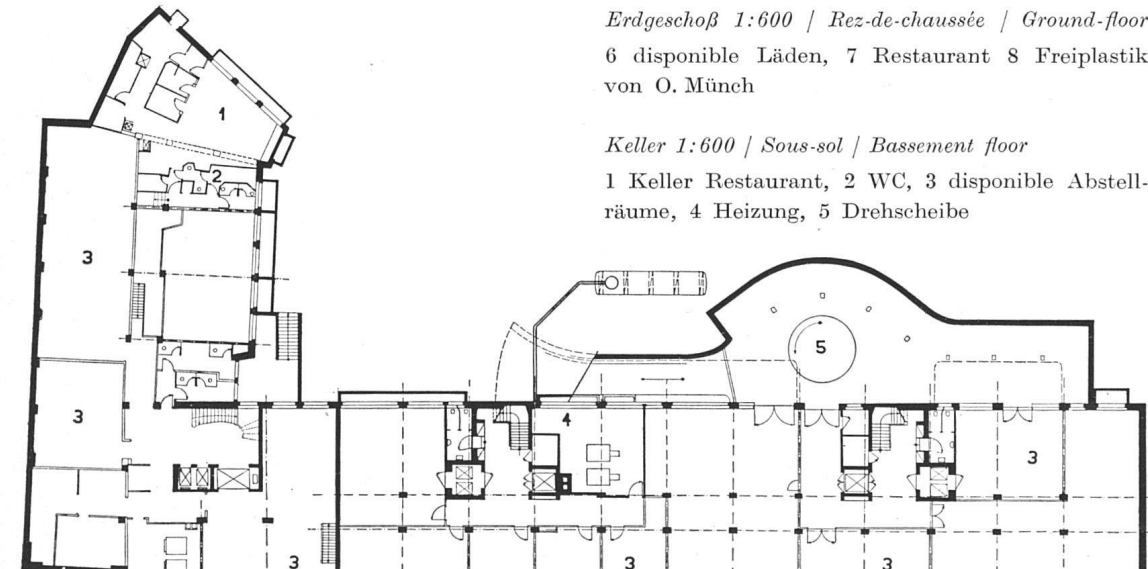 Erdgeschoß 1:600 / Rez-de-chaussée / Ground-floor
6 disponible Läden, 7 Restaurant 8 Freiplastik
von O. Münch
Keller 1:600 / Sous-sol / Bassement floor
1 Keller Restaurant, 2 WC, 3 disponible Abstell-
räume, 4 Heizung, 5 Drehscheibe
1
2
3
5
3
4
3
3
3
3